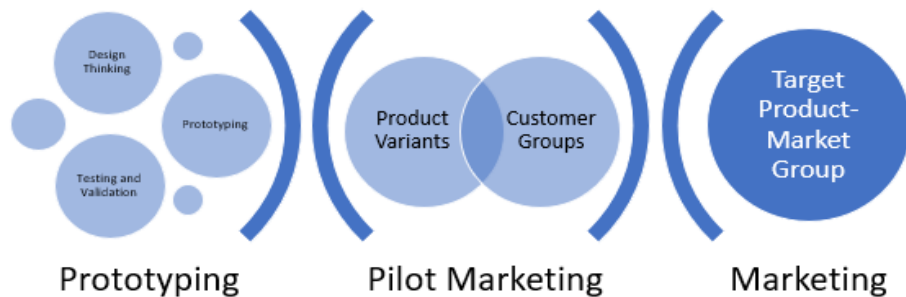 Design
Thinking
Prototyping
Testing and
Validation
Product
Variants
Customer
Groups
Target
Product-
Market
Group
Prototyping
Pilot Marketing
Marketing